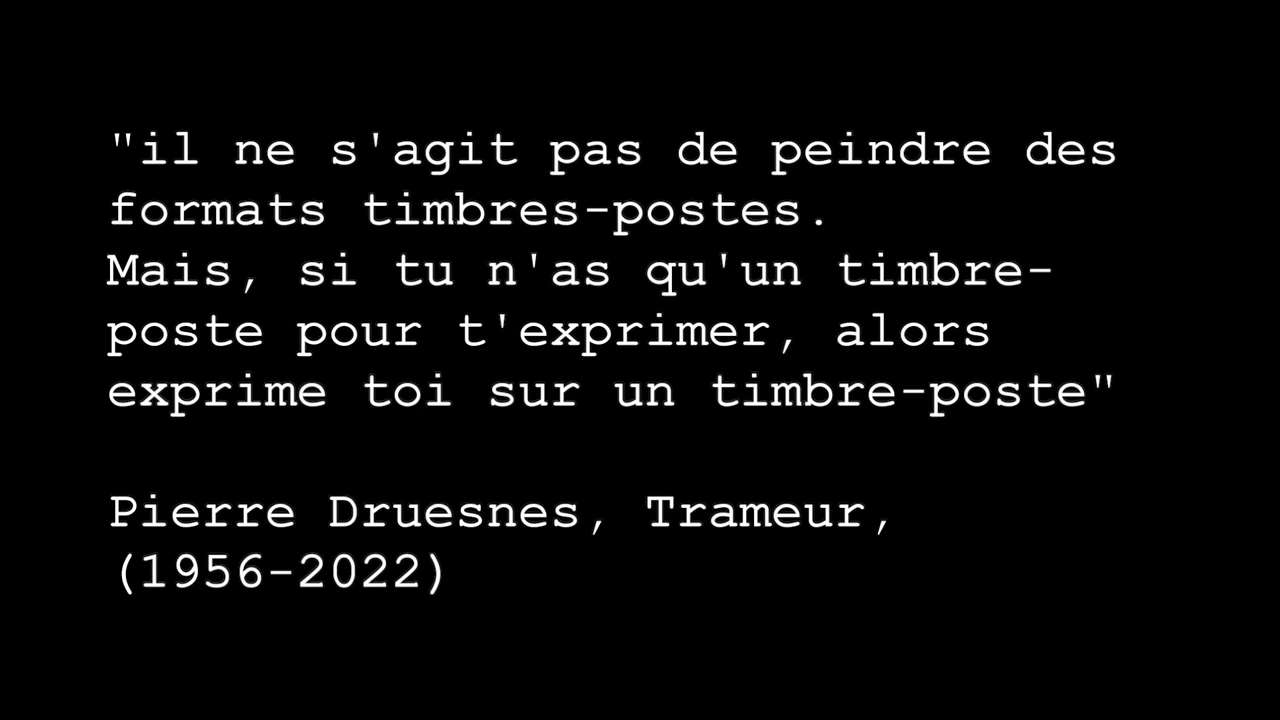 "il ne s'agit pas de peindre des
formats timbres-postes.
Mais, si tu n'as qu'un timbre-
poste pour t'exprimer, alors
exprime toi sur un timbre-poste"
Pierre Druesnes, Trameur,
(1956-2022)